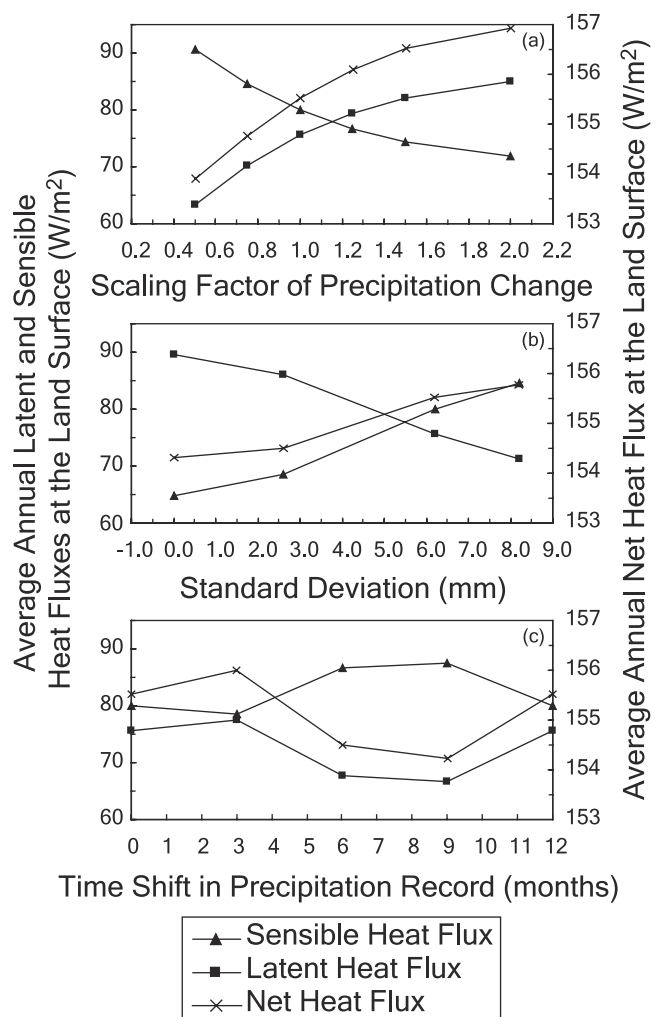 Average Annual Latent and Sensible
Heat Fluxes at the Land Surface (W/m²)
95
90
80
70
60
(a)
157
156
155
154
153
0.2 0.4 0.6 0.8 1.0 1.2 1.4 1.6 1.8 2.0 2.2
Scaling Factor of Precipitation Change
90
80
70
60
(b)
157
156
155
154
153
-1.0 0.0 1.0 2.0 3.0 4.0 5.0 6.0 7.0 8.0 9.0
Standard Deviation (mm)
90
80
70
60
(c)
157
156
155
154
153
0 1 2 3 4 5 6 7 8 9 10 11 12
Time Shift in Precipitation Record (months)
Average Annual Net Heat Flux at the Land Surface (W/m²)
Sensible Heat Flux
Latent Heat Flux
Net Heat Flux